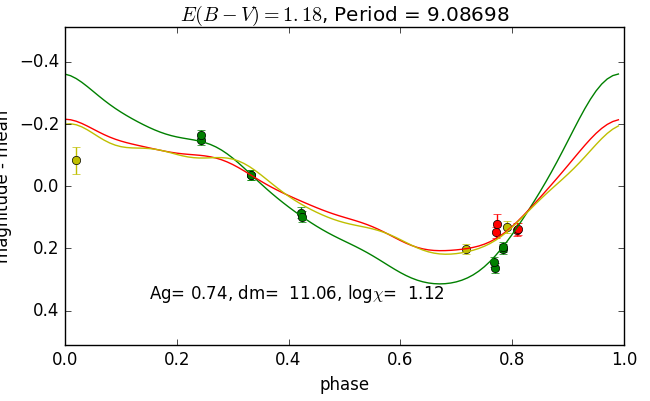 E(B − V) = 1.18, Period = 9.08698
magnitude - mean
−0.4
−0.2
0.0
0.2
0.4
Ag= 0.74, dm= 11.06, logχ= 1.12
0.0 0.2 0.4 0.6 0.8 1.0
phase